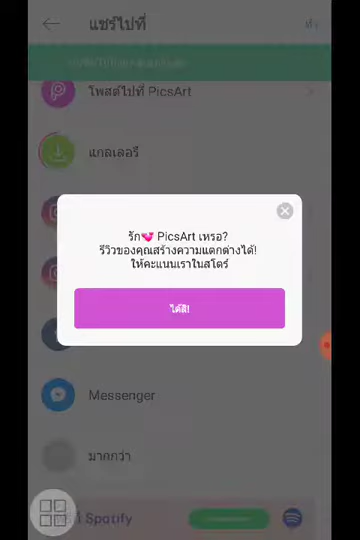 แชร์ไปที่
โพสต์ไปที่ PicsArt
แกลเลอรี
รัก PicsArt เหรอ?
รีวิวของคุณสร้างความแตกต่างได้!
ให้คะแนนเราในสโตร์
ได้สิ!
Messenger
มากกว่า
Spotify